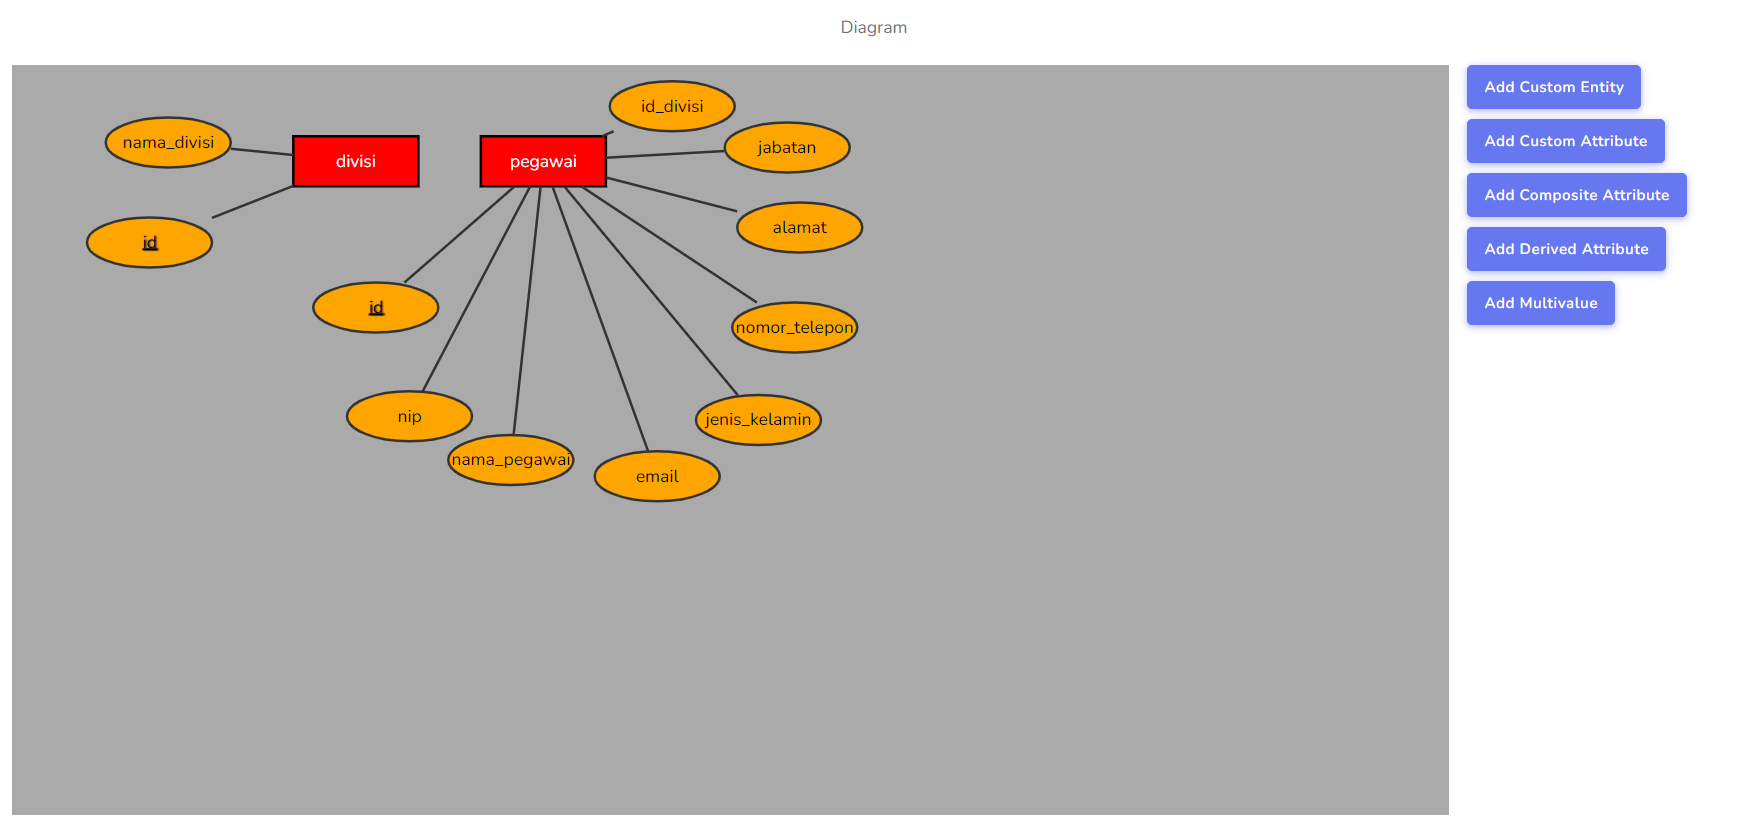 Diagram
id_divisi
nama_divisi
divisi
pegawai
jabatan
id
alamat
id
nomor_telepon
nip
jenis_kelamin
nama_pegawai
email
Add Custom Entity
Add Custom Attribute
Add Composite Attribute
Add Derived Attribute
Add Multivalue